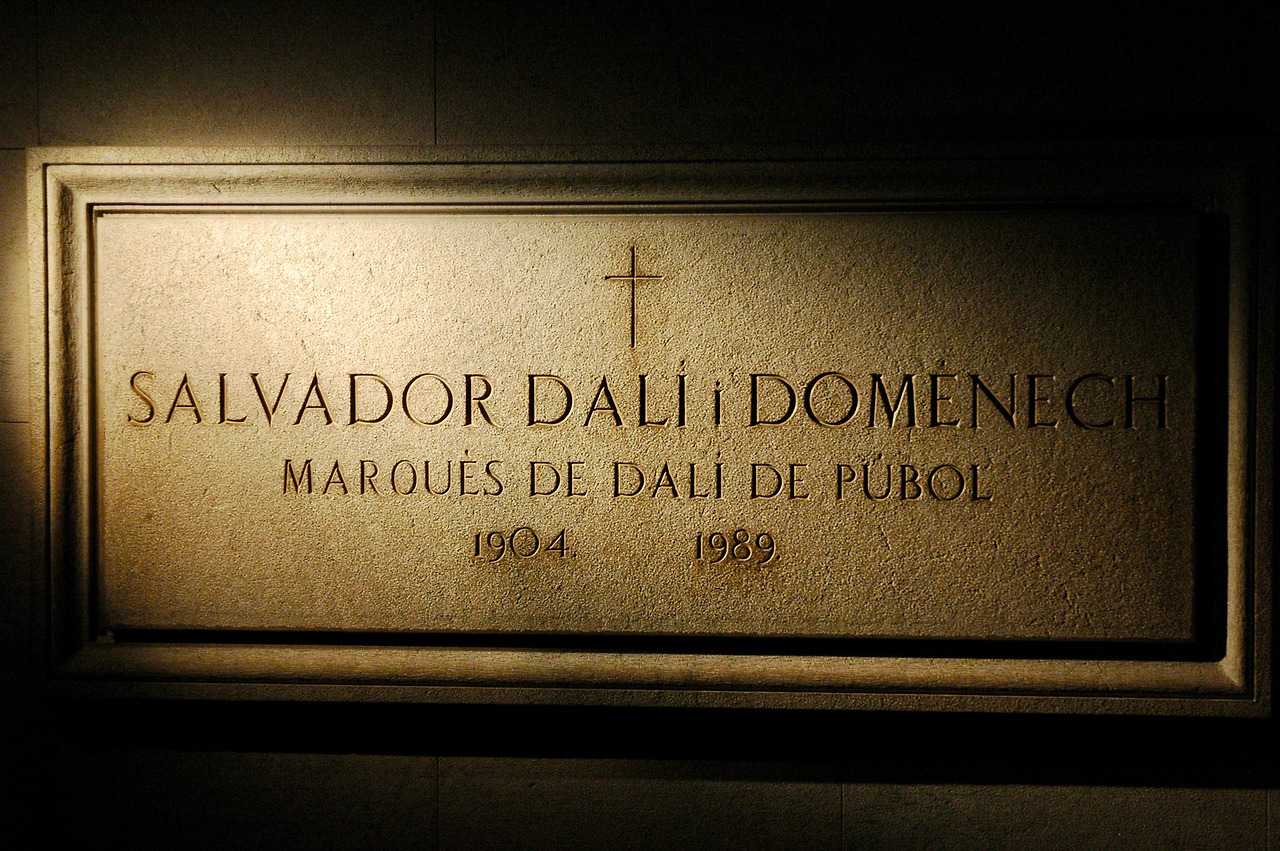 SALVADOR DALÍ i DOMÈNECH
MARQUÈS DE DALÍ DE PÚBOL
1904 1989